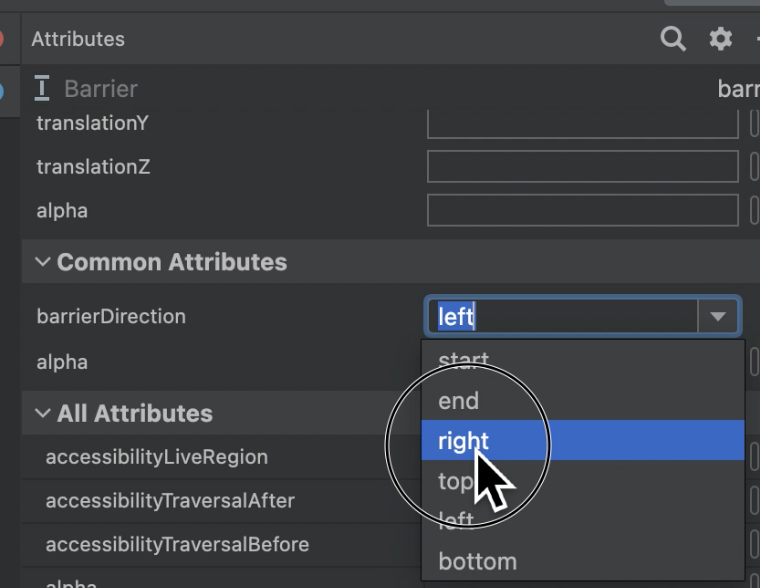 Attributes
Barrier barr
translationY
translationZ
alpha
Common Attributes
barrierDirection left
alpha
start
end
right
top
left
bottom
All Attributes
accessibilityLiveRegion
accessibilityTraversalAfter
accessibilityTraversalBefore
alpha